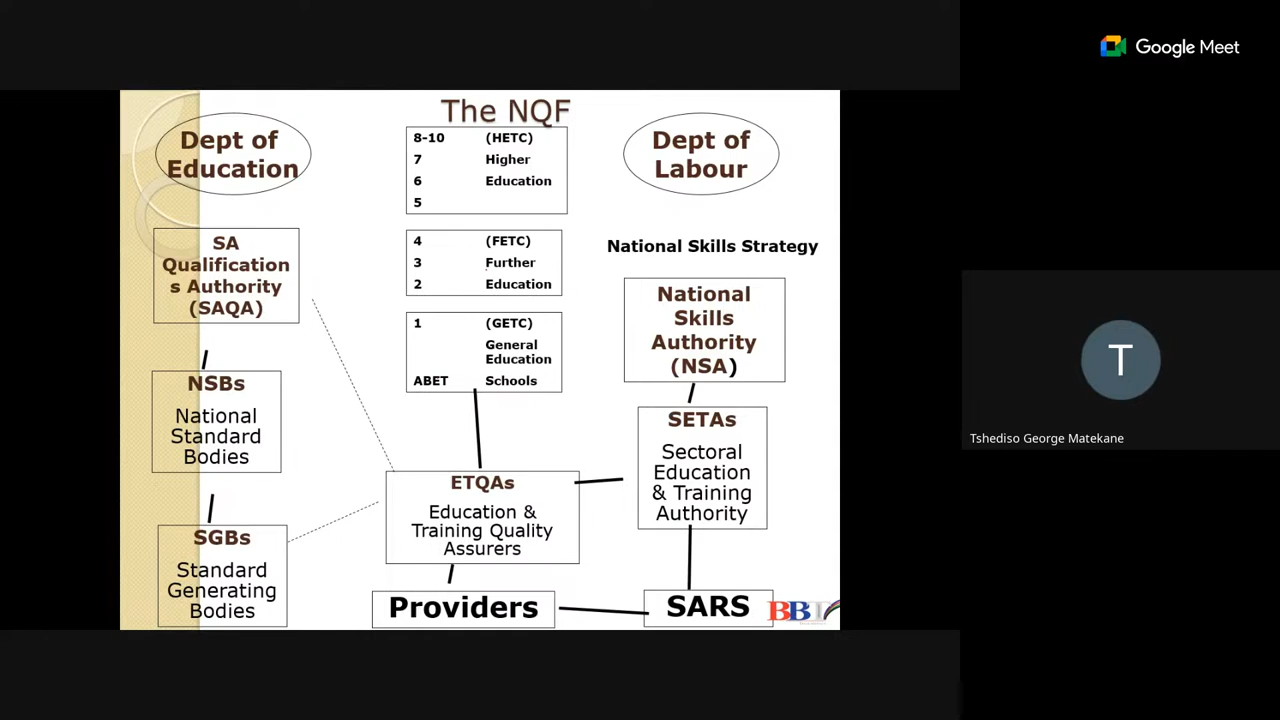 Google Meet
The NQF
Dept of
Education
8-10 (HETC)
7 Higher
6 Education
5
Dept of
Labour
SA
Qualification
s Authority
(SAQA)
4 (FETC)
3 Further
2 Education
National Skills Strategy
National
Skills
Authority
(NSA)
1 (GETC)
General
Education
ABET Schools
NSBs
National
Standard
Bodies
SETAs
Sectoral
Education
& Training
Authority
ETQAs
Education &
Training Quality
Assurers
SGBs
Standard
Generating
Bodies
Providers
SARS
BBT
T
Tshediso George Matekane